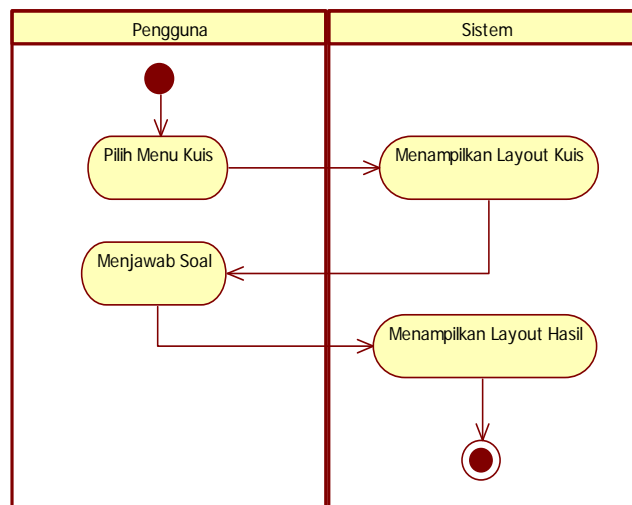 Pengguna
Sistem
Pilih Menu Kuis
Menampilkan Layout Kuis
Menjawab Soal
Menampilkan Layout Hasil